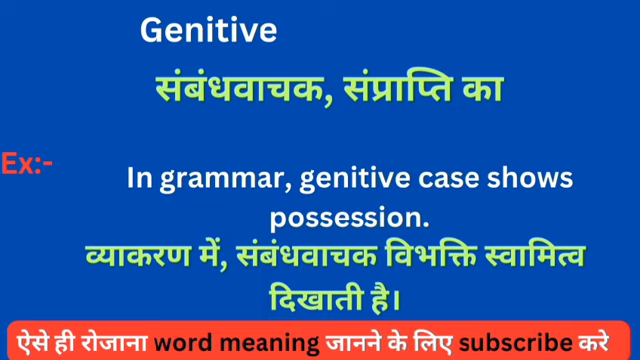 Genitive
संबंधवाचक, संप्राप्ति का
Ex:-
In grammar, genitive case shows
possession.
व्याकरण में, संबंधवाचक विभक्ति स्वामित्व
दिखाती है।
ऐसे ही रोजाना word meaning जानने के लिए subscribe करे